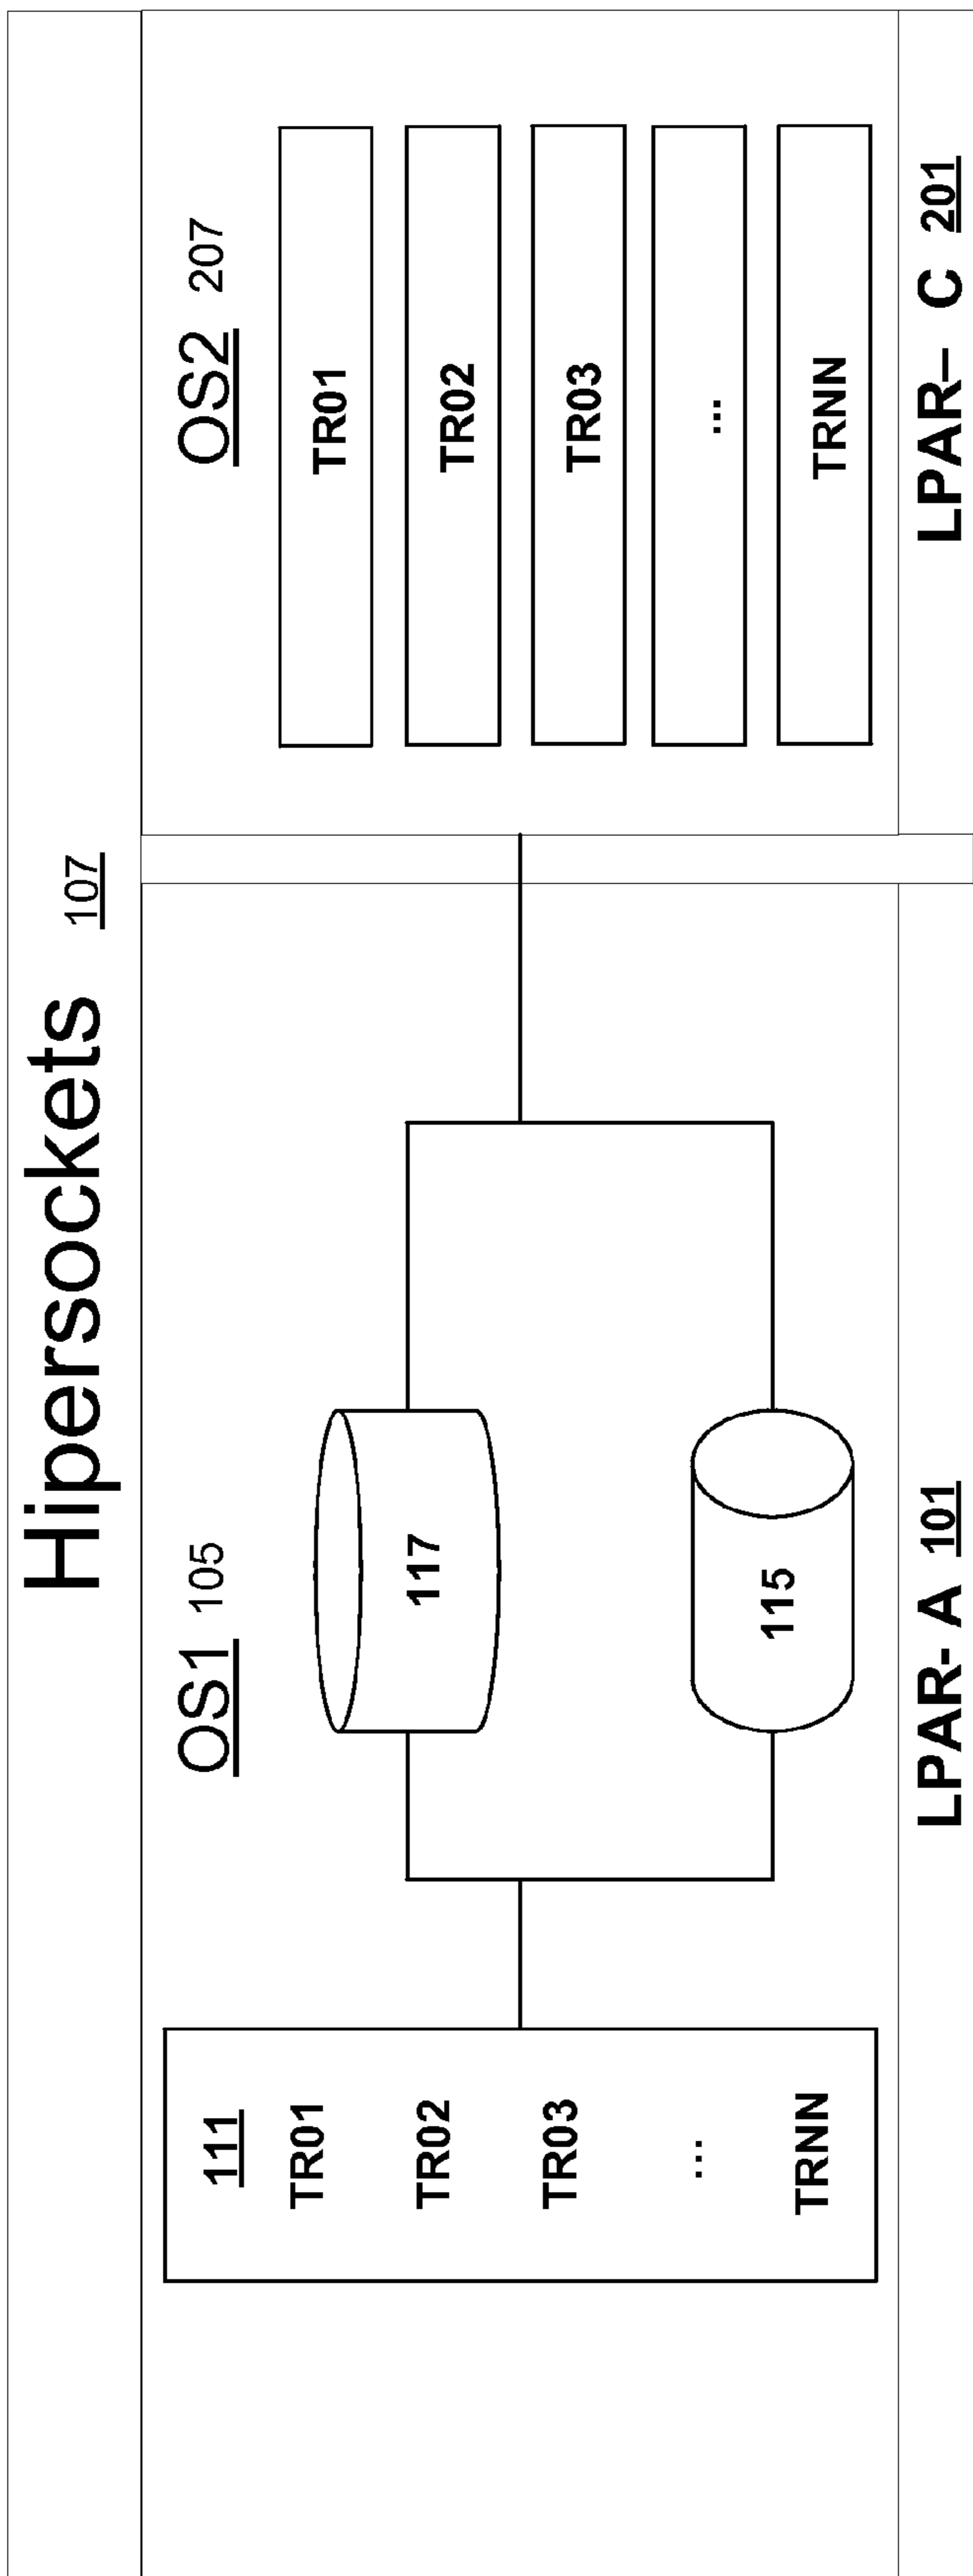 Hipersockets 107
OS1 105
111
TR01
TR02
TR03
...
TRNN
117
115
LPAR- A 101
OS2 207
TR01
TR02
TR03
...
TRNN
LPAR– C 201